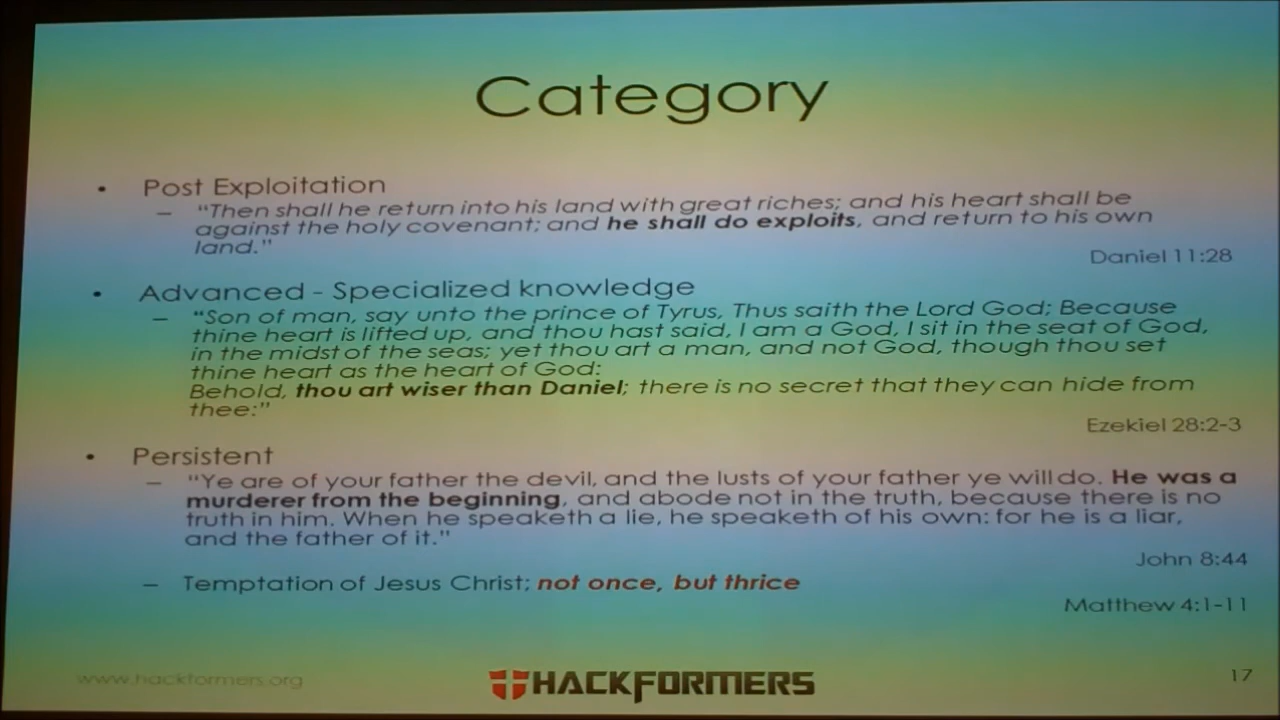 Category
• Post Exploitation
– "Then shall he return into his land with great riches; and his heart shall be
against the holy covenant; and he shall do exploits, and return to his own
land."
Daniel 11:28
• Advanced - Specialized knowledge
– "Son of man, say unto the prince of Tyrus, Thus saith the Lord God; Because
thine heart is lifted up, and thou hast said, I am a God, I sit in the seat of God,
in the midst of the seas; yet thou art a man, and not God, though thou set
thine heart as the heart of God:
Behold, thou art wiser than Daniel; there is no secret that they can hide from
thee:"
Ezekiel 28:2-3
• Persistent
– "Ye are of your father the devil, and the lusts of your father ye will do. He was a
murderer from the beginning, and abode not in the truth, because there is no
truth in him. When he speaketh a lie, he speaketh of his own: for he is a liar,
and the father of it."
John 8:44
– Temptation of Jesus Christ; not once, but thrice
Matthew 4:1-11
www.hackformers.org
HACKFORMERS
17